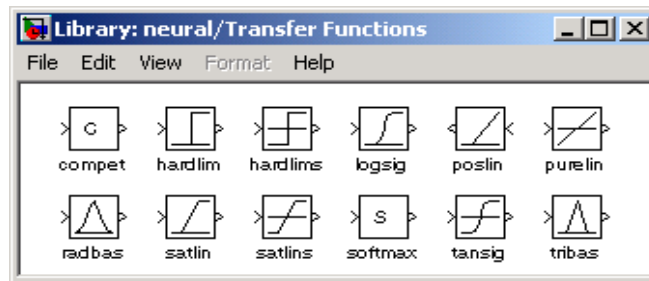 Library: neural/Transfer Functions
File Edit View Format Help
C S
compet hardlim hardlims logsig poslin purelin
radbas satlin satlins softmax tansig tribas